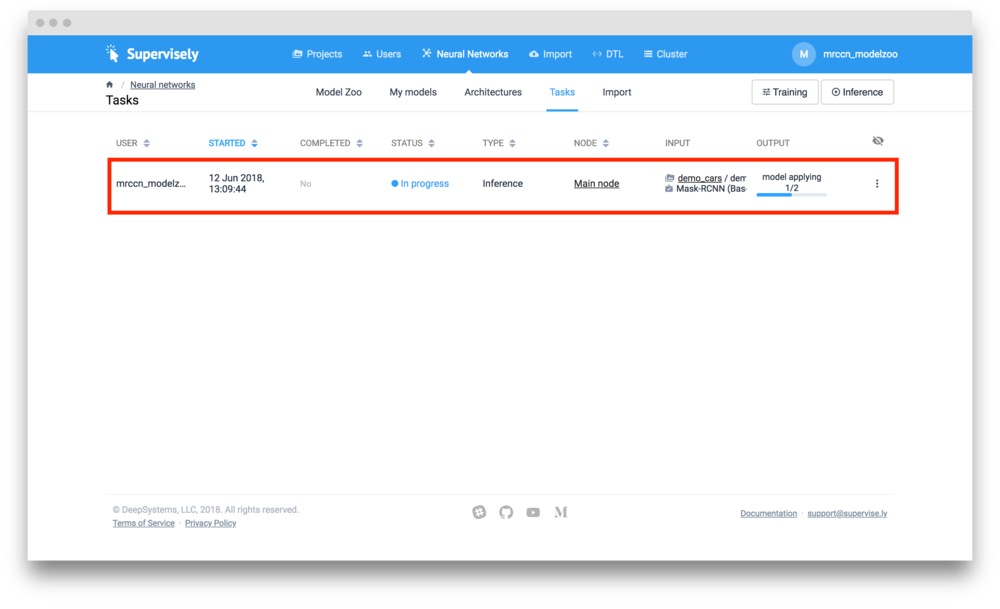 Supervisely
Projects Users Neural Networks Import DTL Cluster
M mrccn_modelzoo
/ Neural networks
Tasks
Model Zoo My models Architectures Tasks Import
Training Inference
USER STARTED COMPLETED STATUS TYPE NODE INPUT OUTPUT
mrccn_modelz...
12 Jun 2018,
13:09:44
No
In progress
Inference
Main node
demo_cars / dem
Mask-RCNN (Bas
model applying
1/2
© DeepSystems, LLC, 2018. All rights reserved.
Terms of Service · Privacy Policy
Documentation · support@supervise.ly